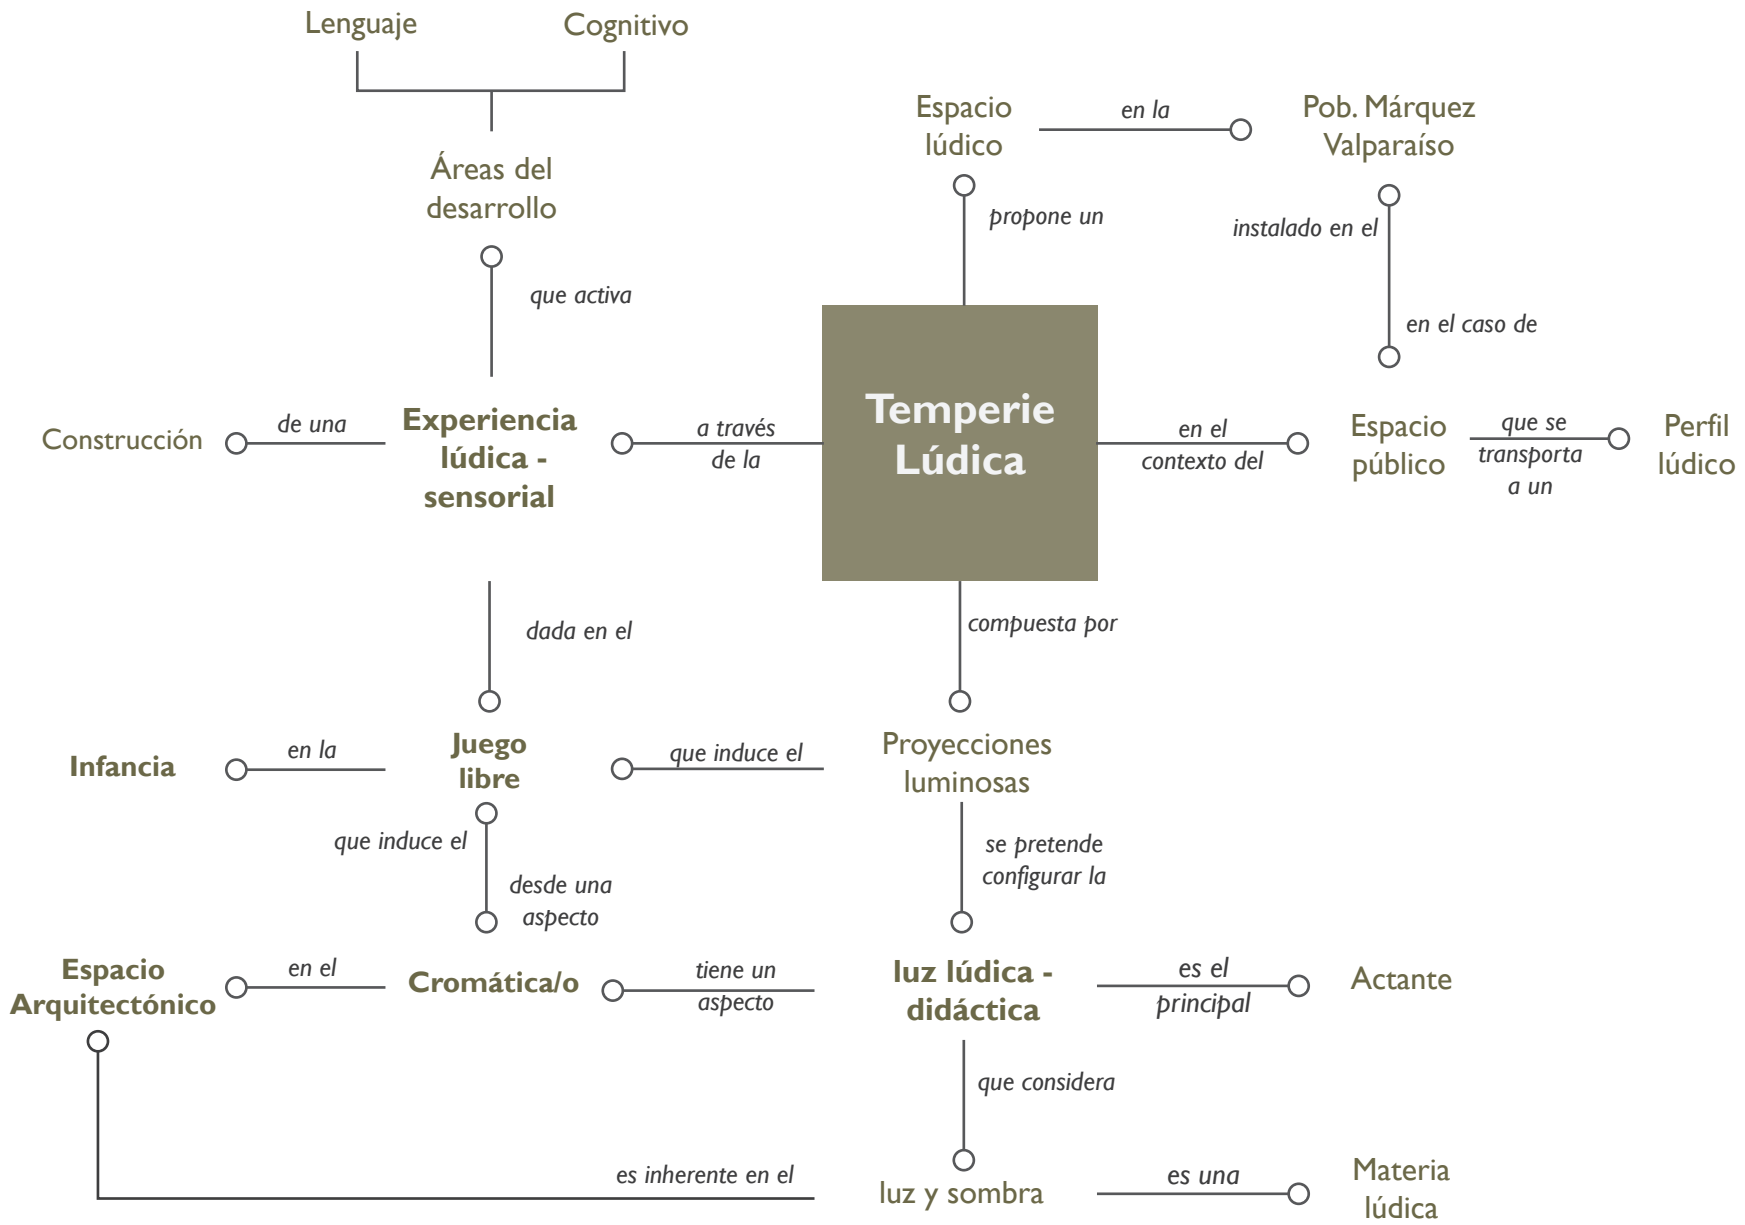 Lenguaje
Cognitivo
Espacio
lúdico
en la
Pob. Márquez
Valparaíso
Áreas del
desarrollo
propone un
instalado en el
que activa
en el caso de
Construcción
de una
Experiencia
lúdica -
sensorial
a través
de la
Temperie
Lúdica
en el
contexto del
Espacio
público
que se
transporta
a un
Perfil
lúdico
dada en el
compuesta por
Infancia
en la
Juego
libre
que induce el
Proyecciones
luminosas
que induce el
desde una
aspecto
se pretende
configurar la
Espacio
Arquitectónico
en el
Cromática/o
tiene un
aspecto
luz lúdica -
didáctica
es el
principal
Actante
que considera
es inherente en el
luz y sombra
es una
Materia
lúdica